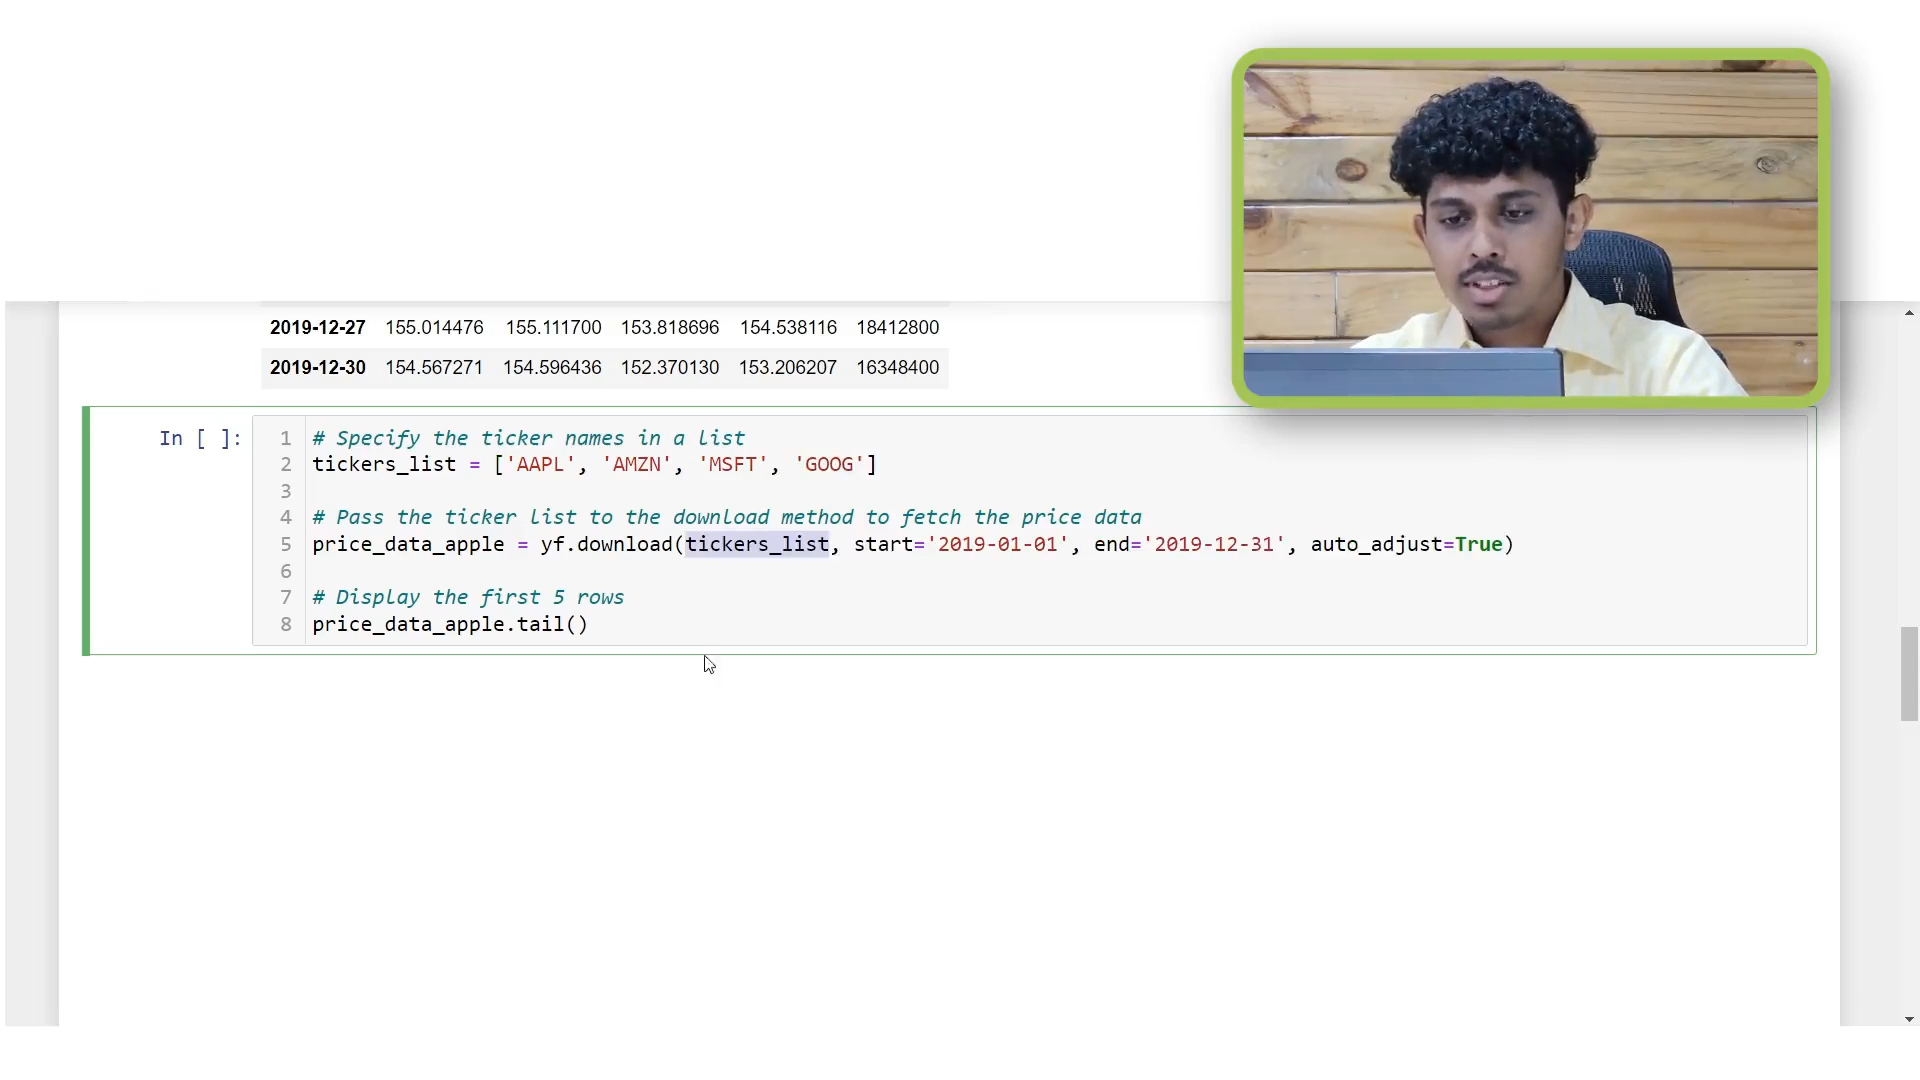 2019-12-27 155.014476 155.111700 153.818696 154.538116 18412800
2019-12-30 154.567271 154.596436 152.370130 153.206207 16348400
In [ ]:
1 # Specify the ticker names in a list
2 tickers_list = ['AAPL', 'AMZN', 'MSFT', 'GOOG']
3
4 # Pass the ticker list to the download method to fetch the price data
5 price_data_apple = yf.download(tickers_list, start='2019-01-01', end='2019-12-31', auto_adjust=True)
6
7 # Display the first 5 rows
8 price_data_apple.tail()